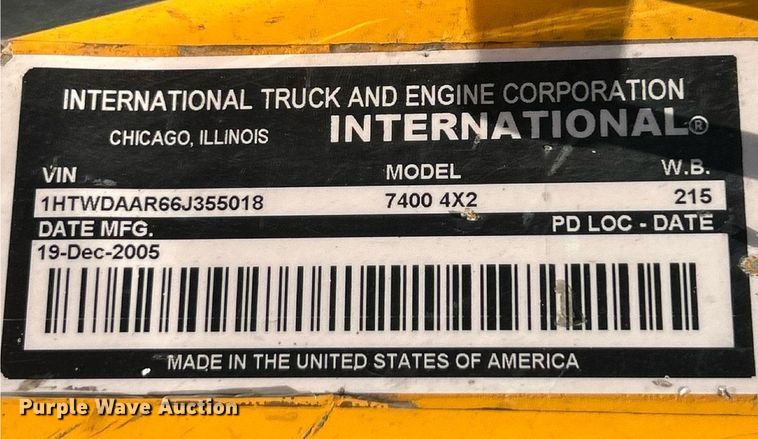 INTERNATIONAL TRUCK AND ENGINE CORPORATION
CHICAGO, ILLINOIS INTERNATIONAL®
VIN MODEL W.B.
1HTWDAAR66J355018 7400 4X2 215
DATE MFG. PD LOC - DATE
19-Dec-2005
MADE IN THE UNITED STATES OF AMERICA
Purple Wave Auction